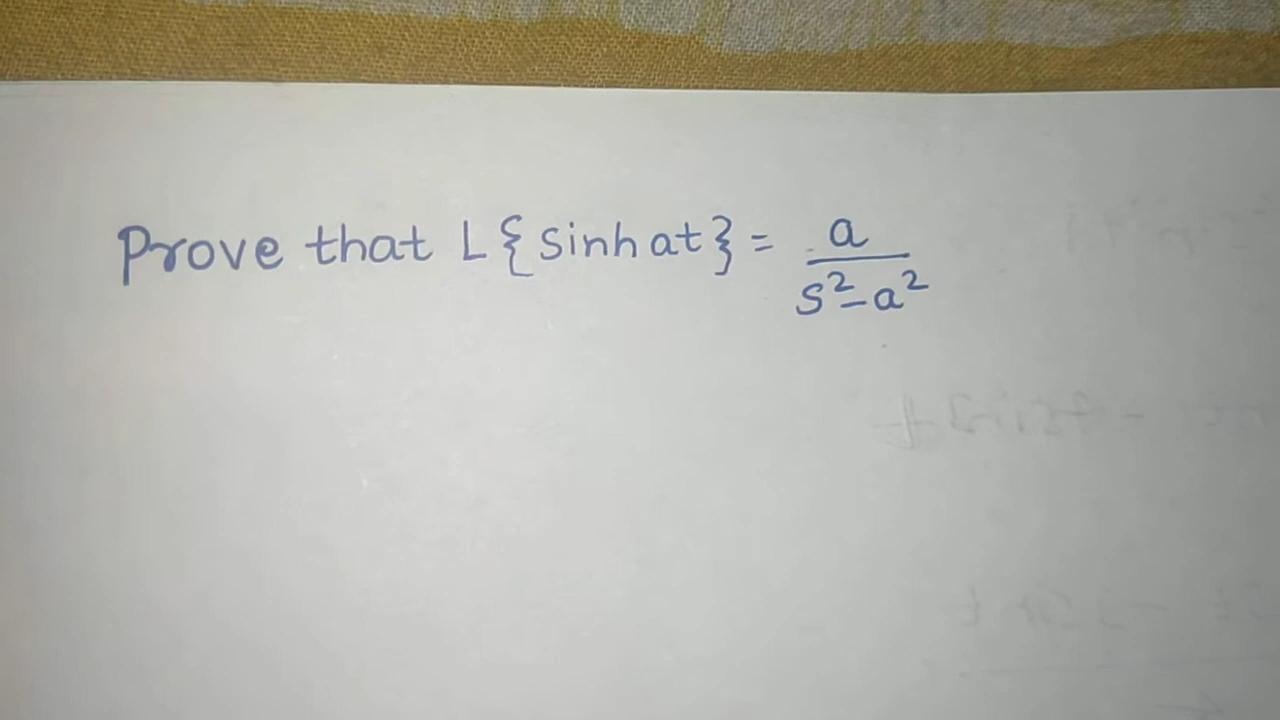 Prove that L{sinh at} = a/(s²-a²)